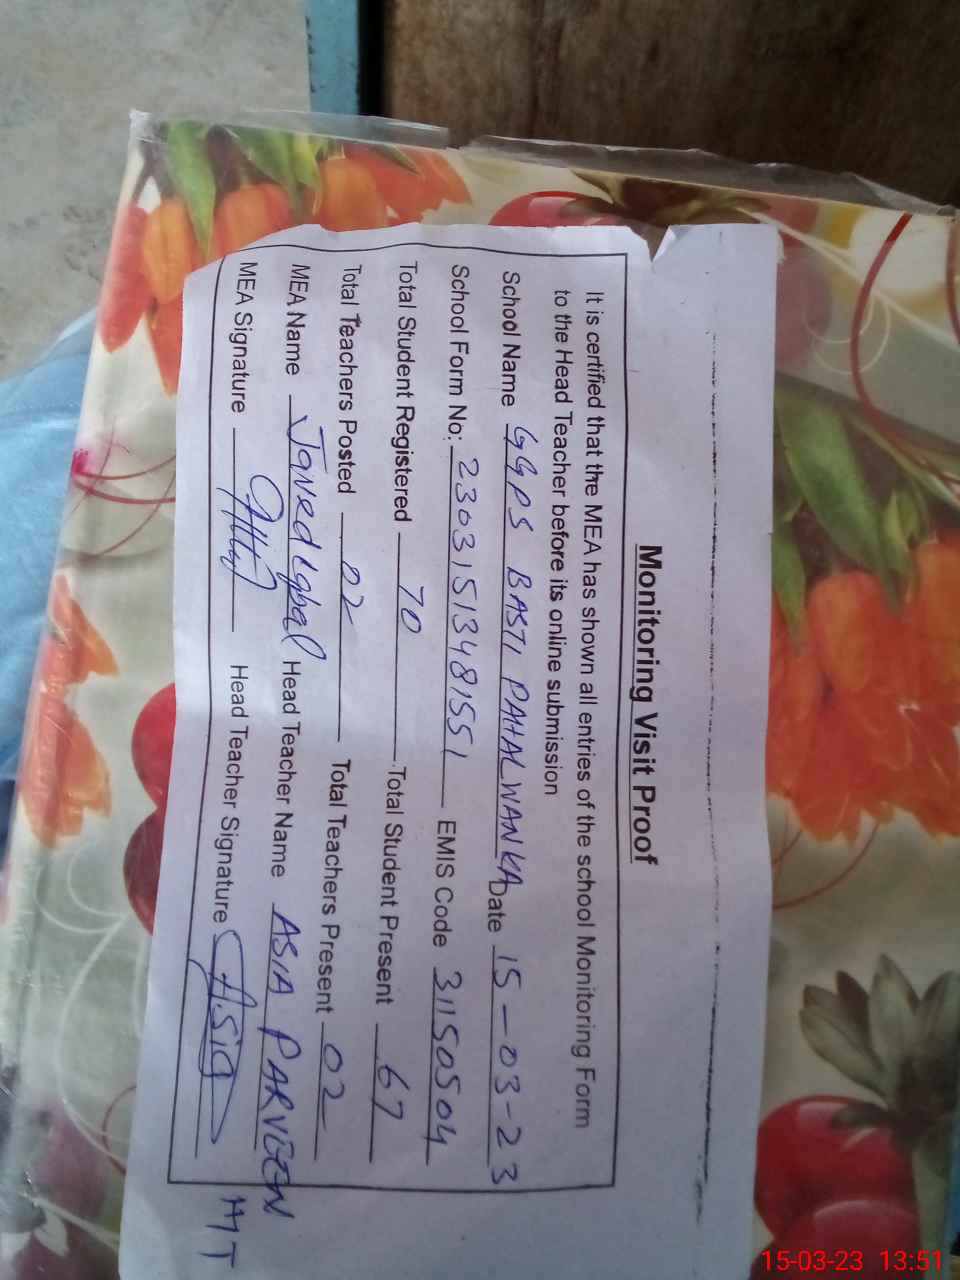 Monitoring Visit Proof
It is certified that the MEA has shown all entries of the school Monitoring Form
to the Head Teacher before its online submission
School Name GGPS BASTI PAHALWANKA Date 15-03-23
School Form No: 23031513481551 EMIS Code 31150504
Total Student Registered 70 Total Student Present 67
Total Teachers Posted 02 Total Teachers Present 02
MEA Name Javed Iqbal Head Teacher Name ASIA PARVEEN
MEA Signature Head Teacher Signature Asia
MT
15-03-23 13:51